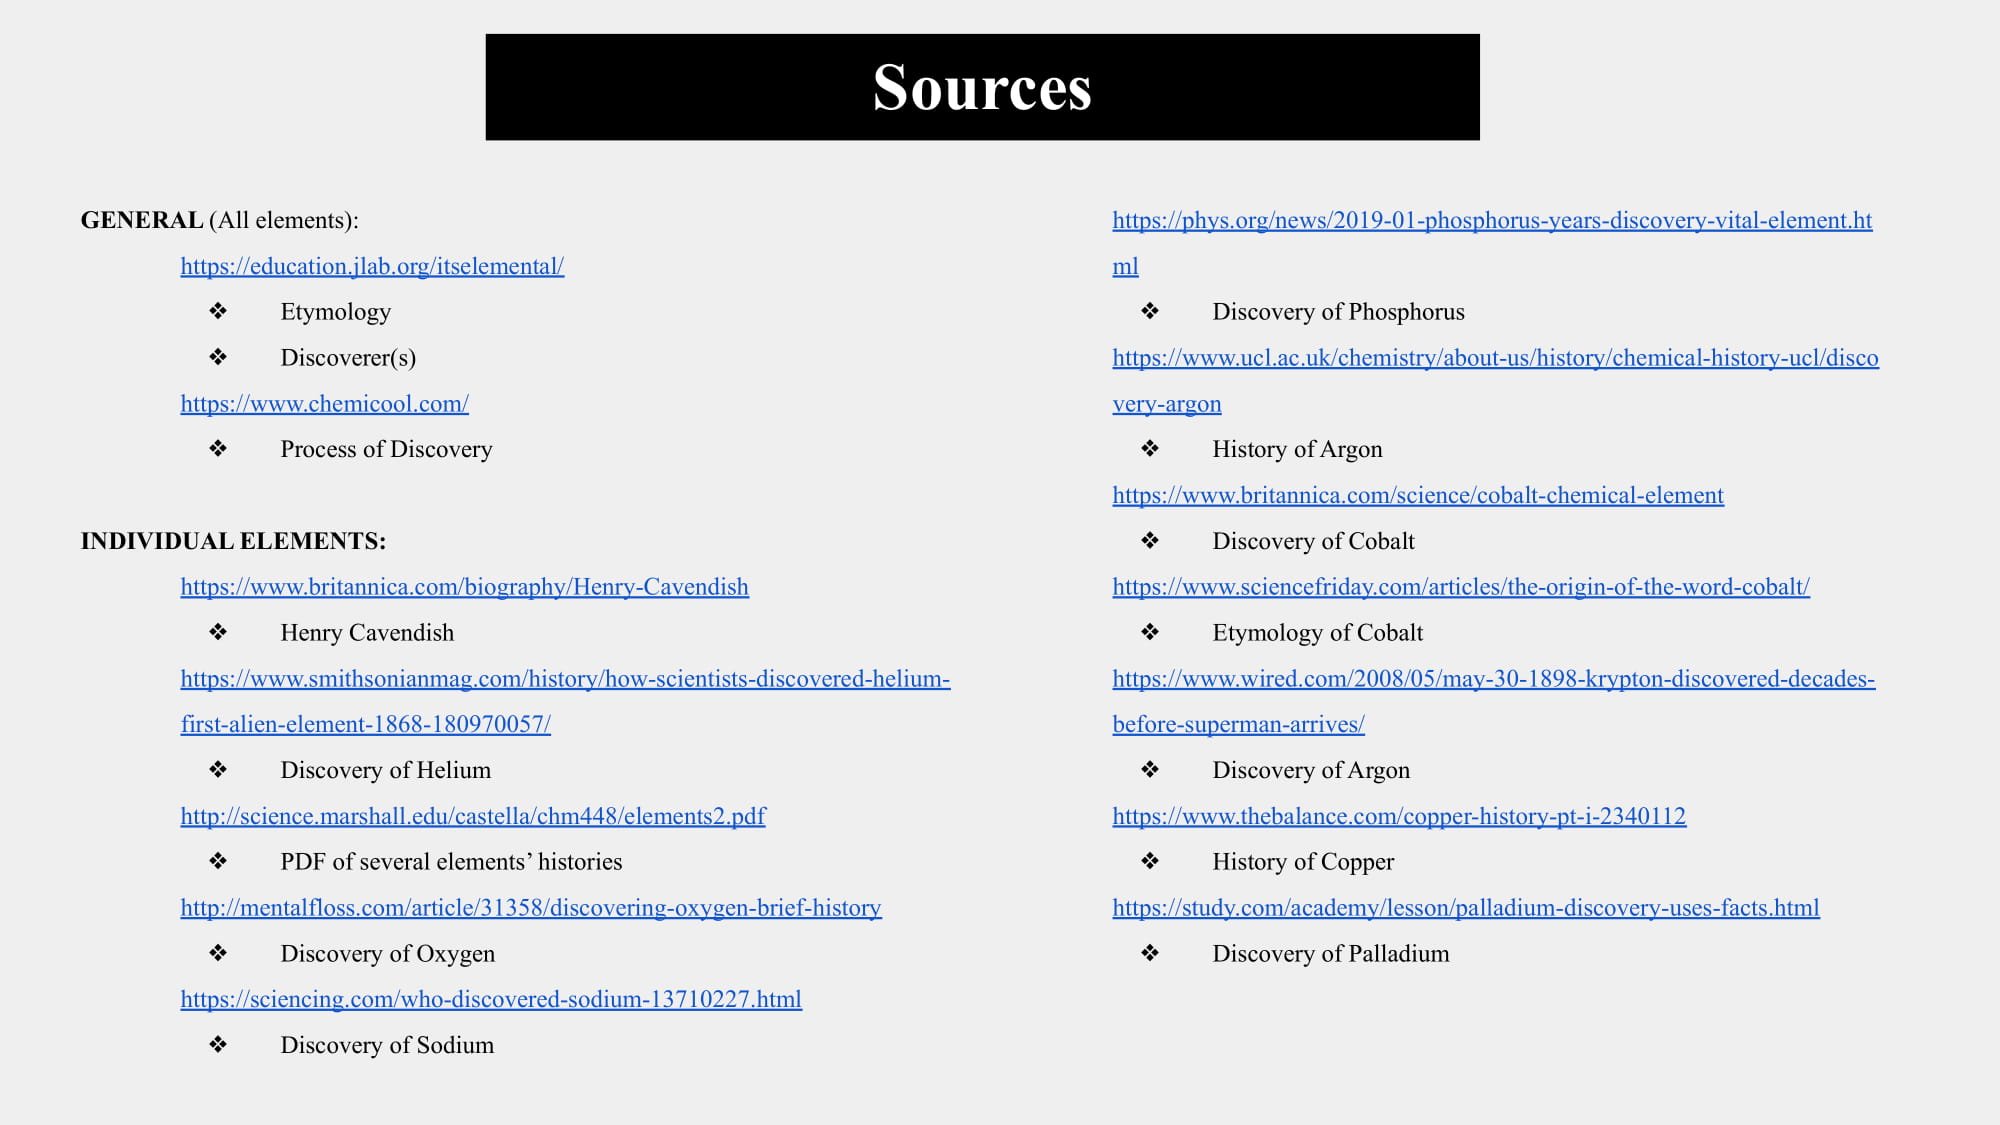 Sources
GENERAL (All elements):
https://education.jlab.org/itselemental/
❖ Etymology
❖ Discoverer(s)
https://www.chemicool.com/
❖ Process of Discovery
INDIVIDUAL ELEMENTS:
https://www.britannica.com/biography/Henry-Cavendish
❖ Henry Cavendish
https://www.smithsonianmag.com/history/how-scientists-discovered-helium-
first-alien-element-1868-180970057/
❖ Discovery of Helium
http://science.marshall.edu/castella/chm448/elements2.pdf
❖ PDF of several elements’ histories
http://mentalfloss.com/article/31358/discovering-oxygen-brief-history
❖ Discovery of Oxygen
https://sciencing.com/who-discovered-sodium-13710227.html
❖ Discovery of Sodium
https://phys.org/news/2019-01-phosphorus-years-discovery-vital-element.ht
ml
❖ Discovery of Phosphorus
https://www.ucl.ac.uk/chemistry/about-us/history/chemical-history-ucl/disco
very-argon
❖ History of Argon
https://www.britannica.com/science/cobalt-chemical-element
❖ Discovery of Cobalt
https://www.sciencefriday.com/articles/the-origin-of-the-word-cobalt/
❖ Etymology of Cobalt
https://www.wired.com/2008/05/may-30-1898-krypton-discovered-decades-
before-superman-arrives/
❖ Discovery of Argon
https://www.thebalance.com/copper-history-pt-i-2340112
❖ History of Copper
https://study.com/academy/lesson/palladium-discovery-uses-facts.html
❖ Discovery of Palladium